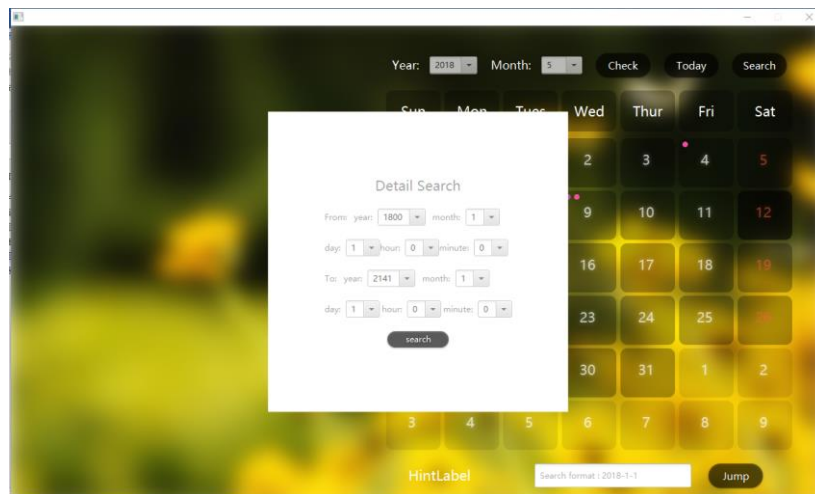 Year: 2018 Month: 5 Check Today Search
Sun Mon Tues Wed Thur Fri Sat
2 3 4 5
9 10 11 12
16 17 18 19
23 24 25
30 31 1 2
3 4 5 6 7 8 9
Detail Search
From: year: 1800 month: 1
day: 1 hour: 0 minute: 0
To: year: 2141 month: 1
day: 1 hour: 0 minute: 0
search
HintLabel Search format : 2018-1-1 Jump